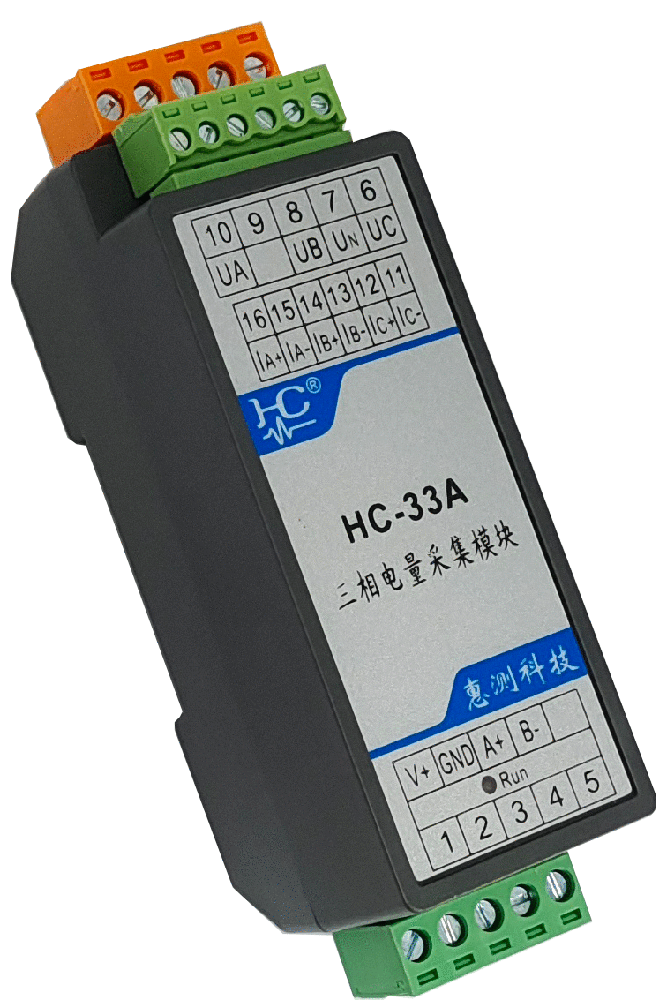 10 9 8 7 6
UA UB UN UC
16 15 14 13 12 11
IA+ IA- IB+ IB- IC+ IC-
HC®
HC-33A
三相电量采集模块
惠测科技
V+ GND A+ B-
Run
1 2 3 4 5